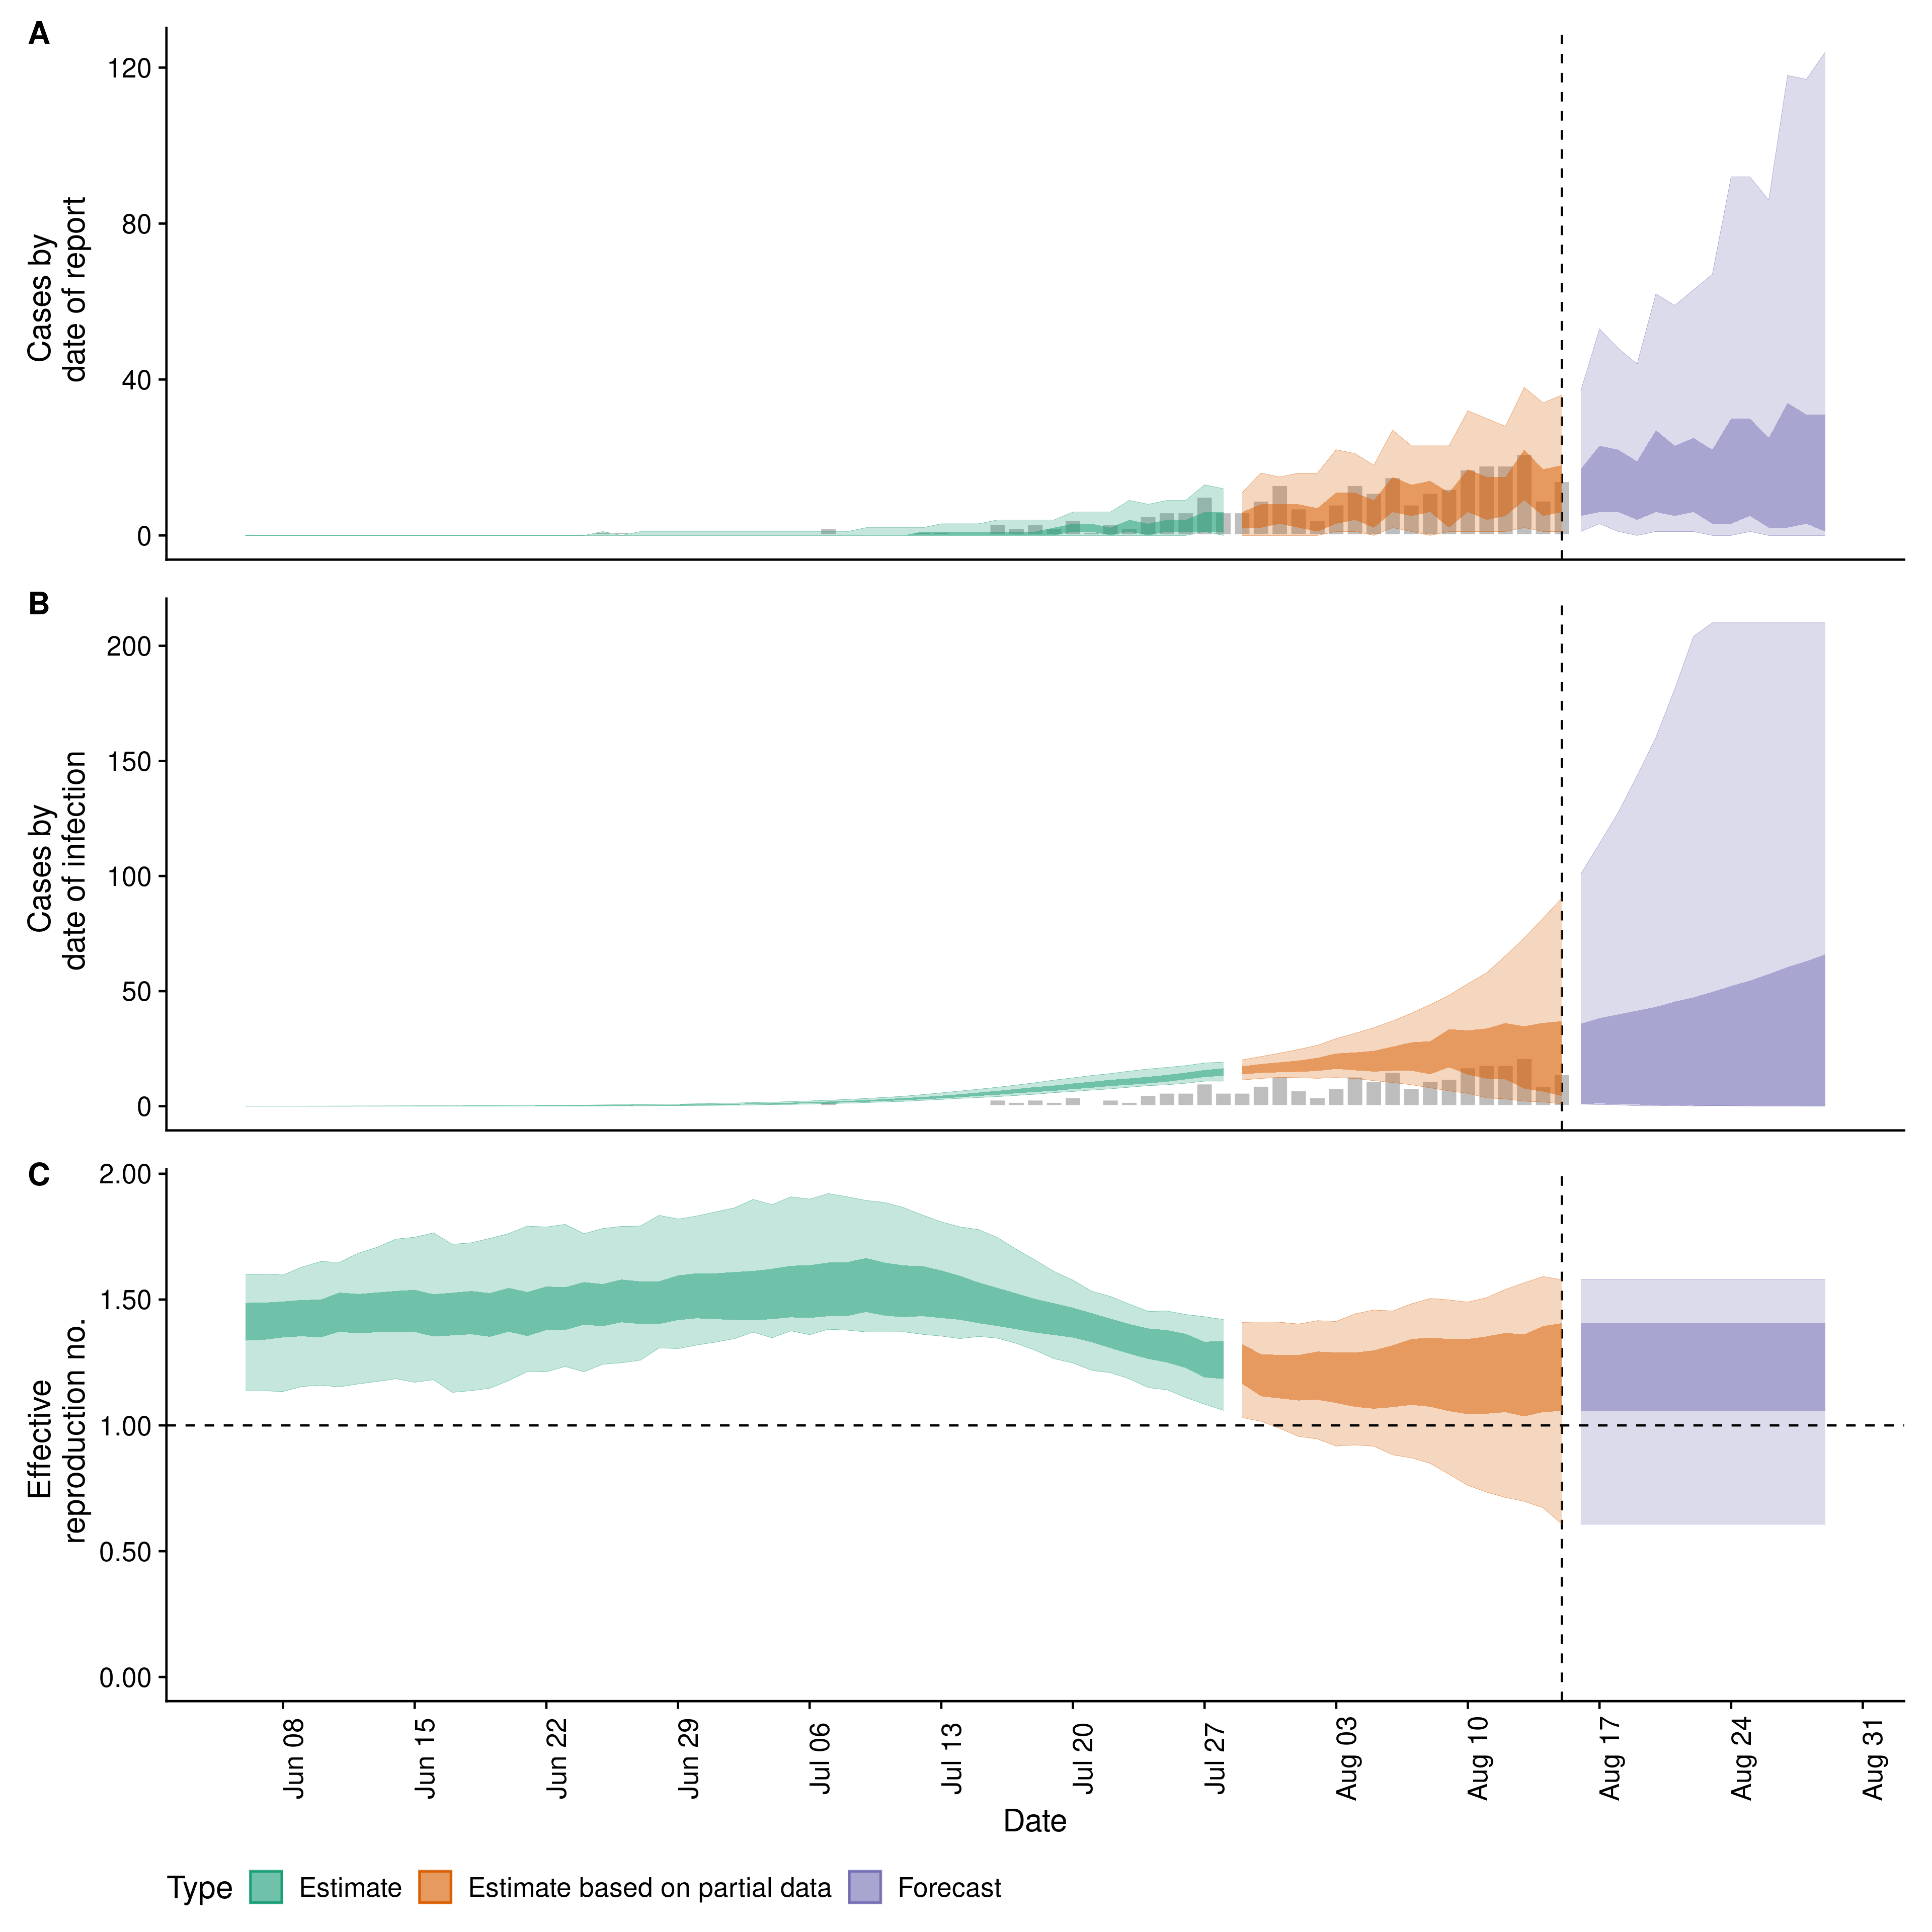 A
Cases by
date of report
120
80
40
0
B
Cases by
date of infection
200
150
100
50
0
C
Effective
reproduction no.
2.00
1.50
1.00
0.50
0.00
Jun 08
Jun 15
Jun 22
Jun 29
Jul 06
Jul 13
Jul 20
Jul 27
Aug 03
Aug 10
Aug 17
Aug 24
Aug 31
Date
Type Estimate Estimate based on partial data Forecast